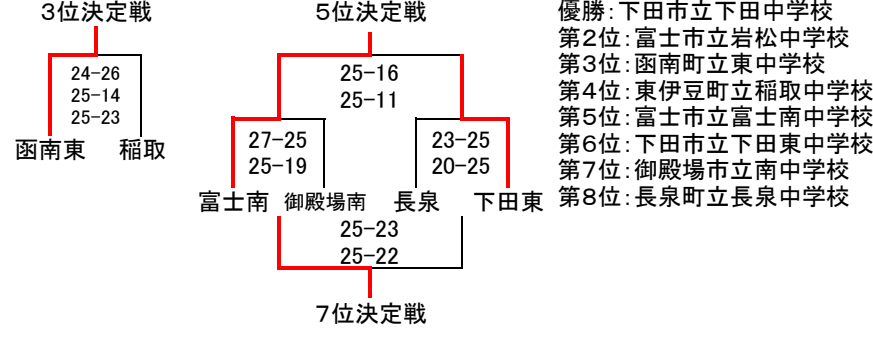 3位決定戦
24-26
25-14
25-23
函南東 稲取
5位決定戦
25-16
25-11
27-25
25-19
23-25
20-25
富士南 御殿場南 長泉 下田東
25-23
25-22
7位決定戦
優勝:下田市立下田中学校
第2位:富士市立岩松中学校
第3位:函南町立東中学校
第4位:東伊豆町立稲取中学校
第5位:富士市立富士南中学校
第6位:下田市立下田東中学校
第7位:御殿場市立南中学校
第8位:長泉町立長泉中学校